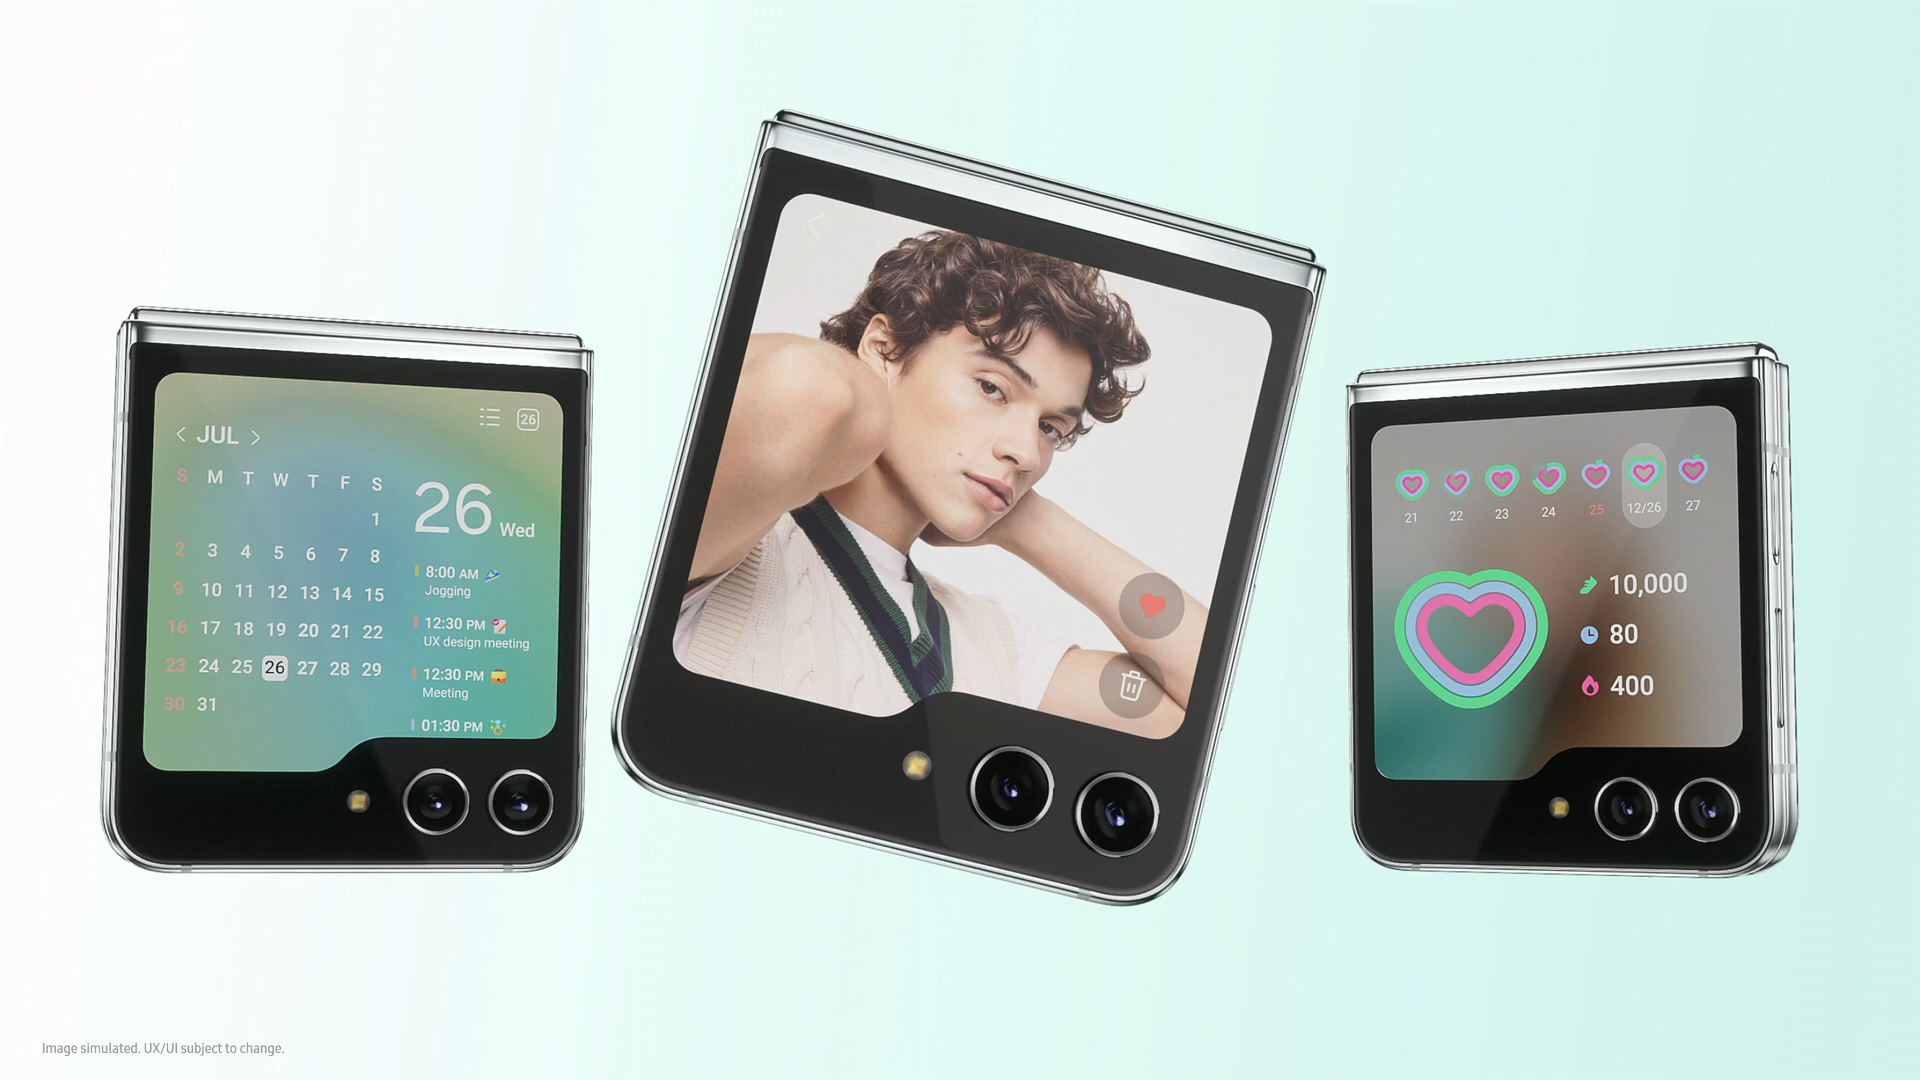 JUL
26
S M T W T F S
1
2 3 4 5 6 7 8
9 10 11 12 13 14 15
16 17 18 19 20 21 22
23 24 25 26 27 28 29
30 31
26 Wed
8:00 AM
Jogging
12:30 PM
UX design meeting
12:30 PM
Meeting
01:30 PM
21 22 23 24 25 12/26 27
10,000
80
400
Image simulated. UX/UI subject to change.